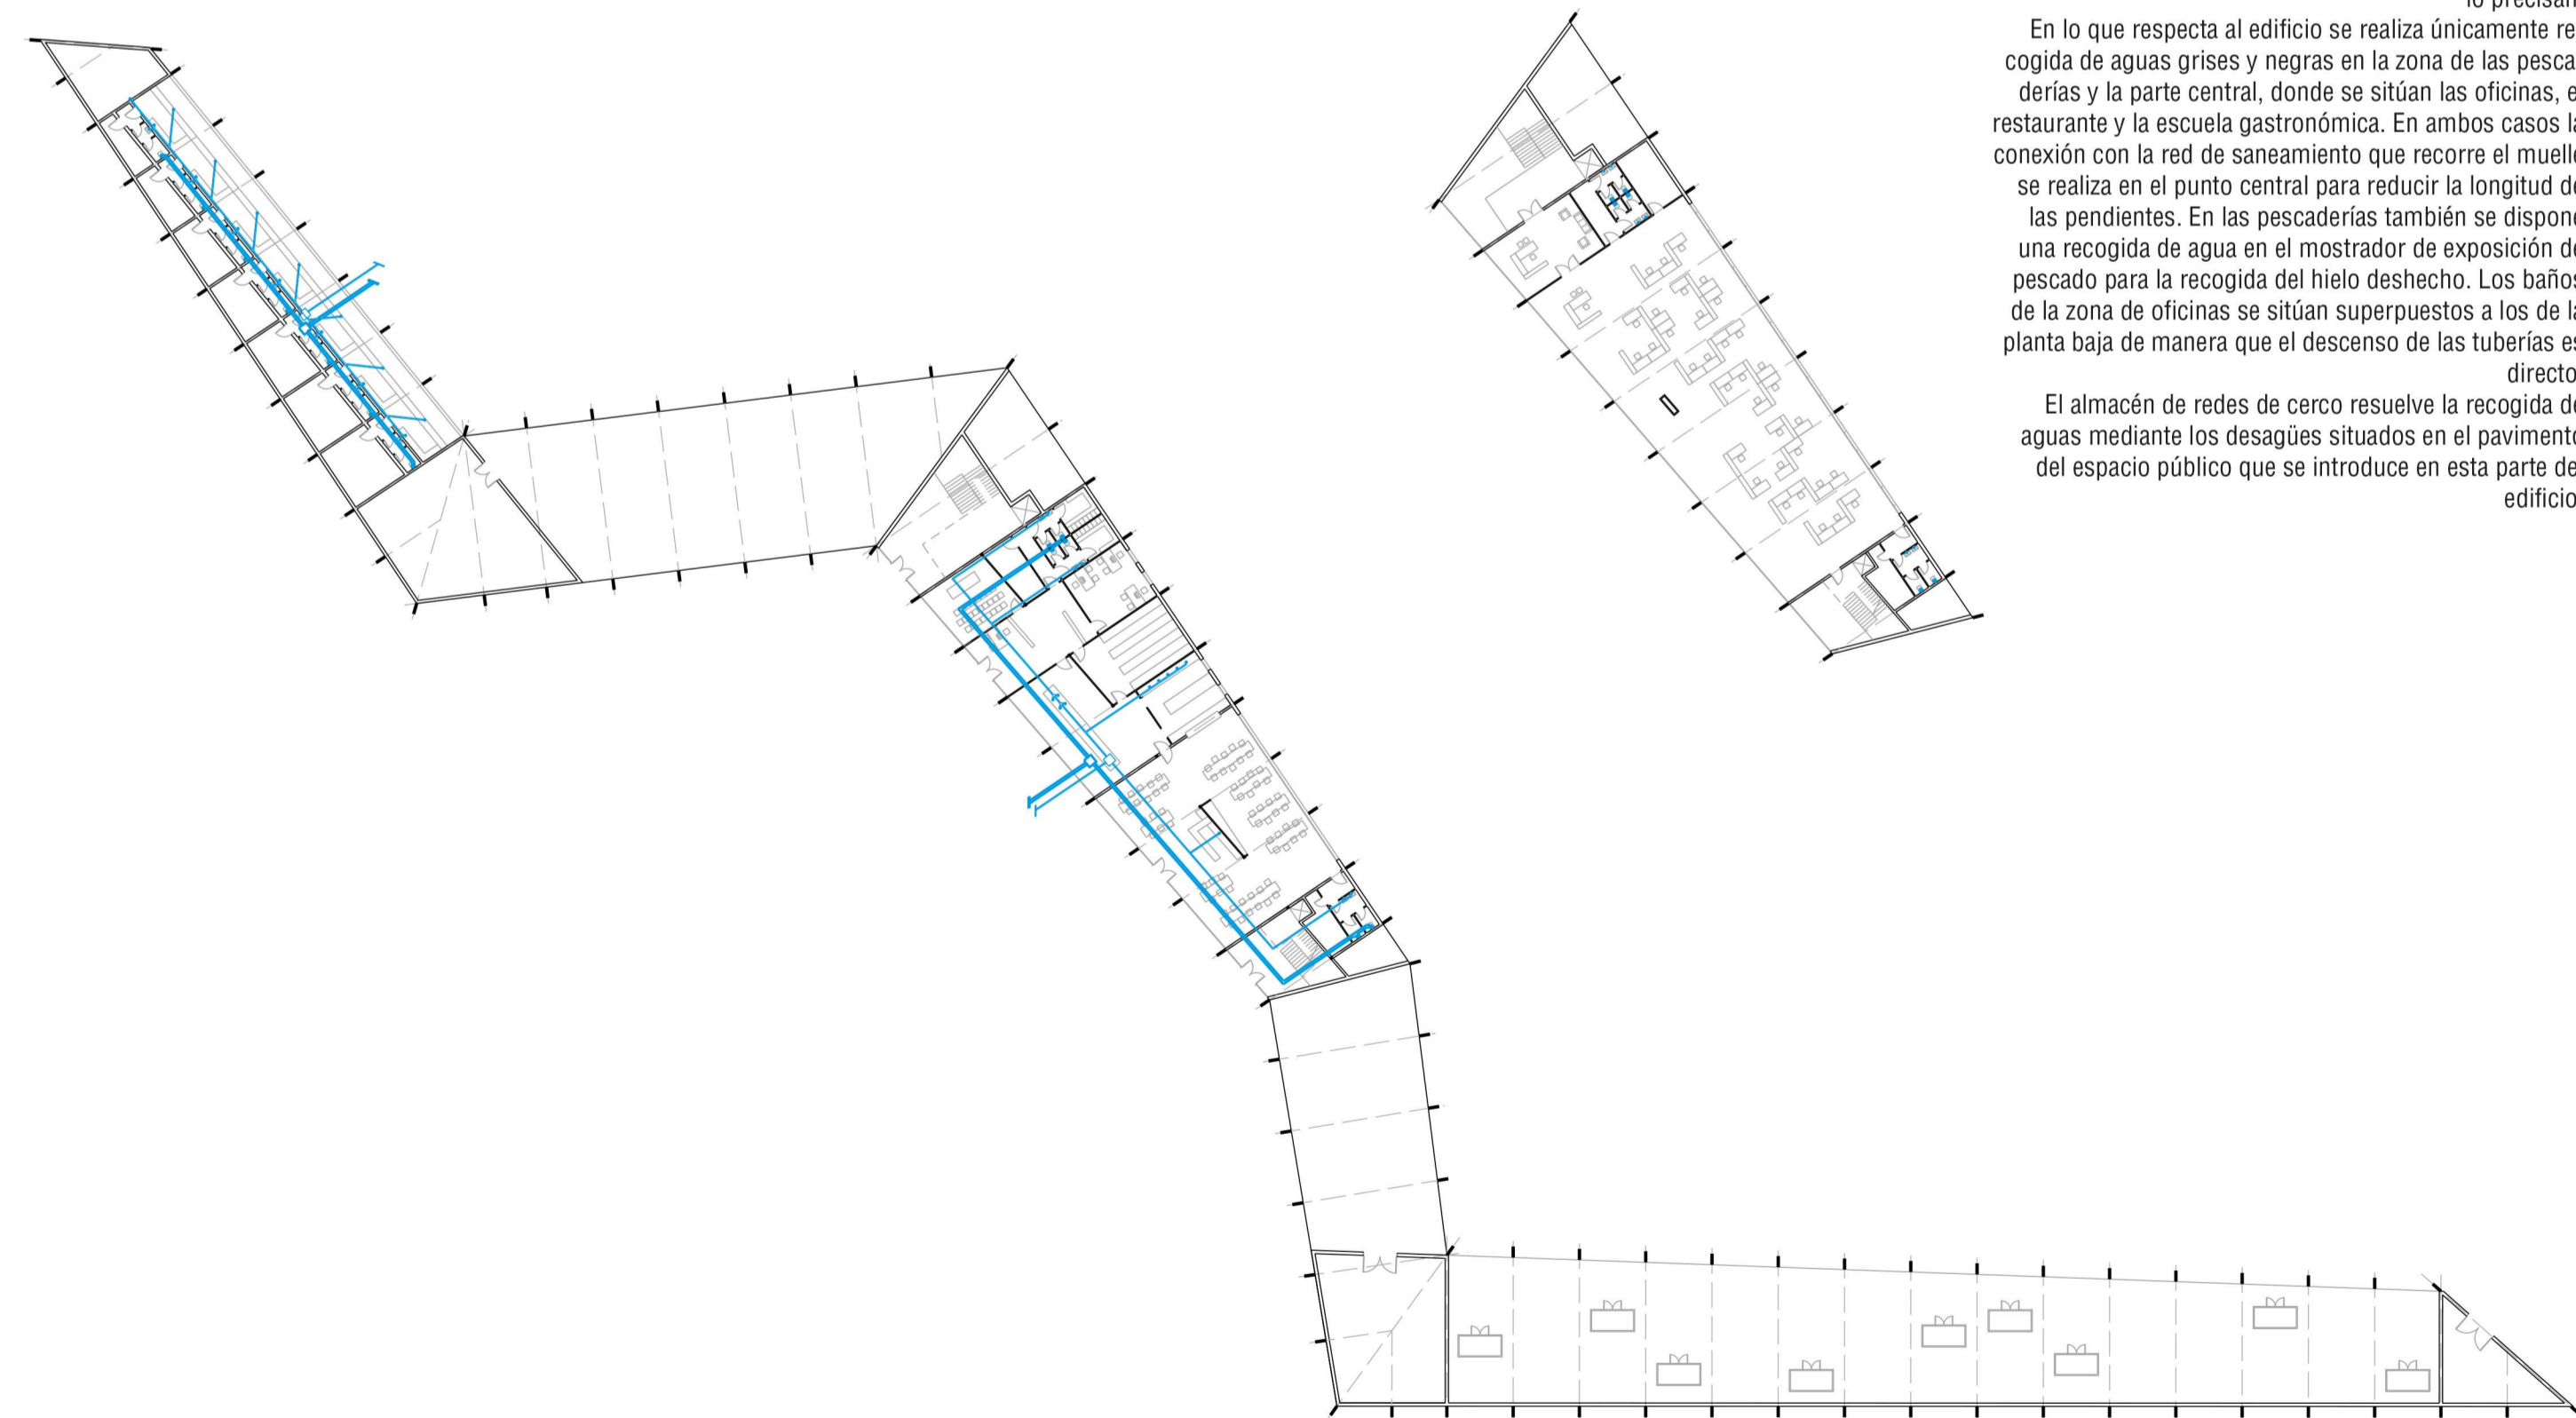 lo precisan
En lo que respecta al edificio se realiza únicamente re
cogida de aguas grises y negras en la zona de las pesca
derías y la parte central, donde se sitúan las oficinas, e
restaurante y la escuela gastronómica. En ambos casos la
conexión con la red de saneamiento que recorre el muelle
se realiza en el punto central para reducir la longitud de
las pendientes. En las pescaderías también se dispone
una recogida de agua en el mostrador de exposición de
pescado para la recogida del hielo deshecho. Los baños
de la zona de oficinas se sitúan superpuestos a los de la
planta baja de manera que el descenso de las tuberías es
directo
El almacén de redes de cerco resuelve la recogida de
aguas mediante los desagües situados en el pavimento
del espacio público que se introduce en esta parte de
edificio